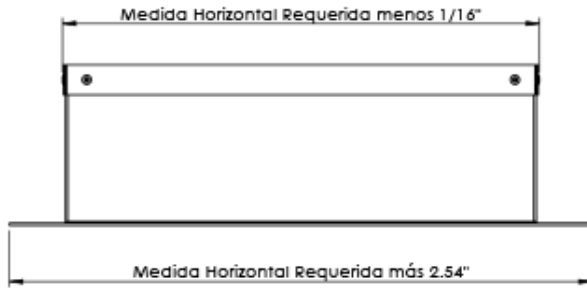 Medida Horizontal Requerida menos 1/16"
Medida Horizontal Requerida más 2.54"